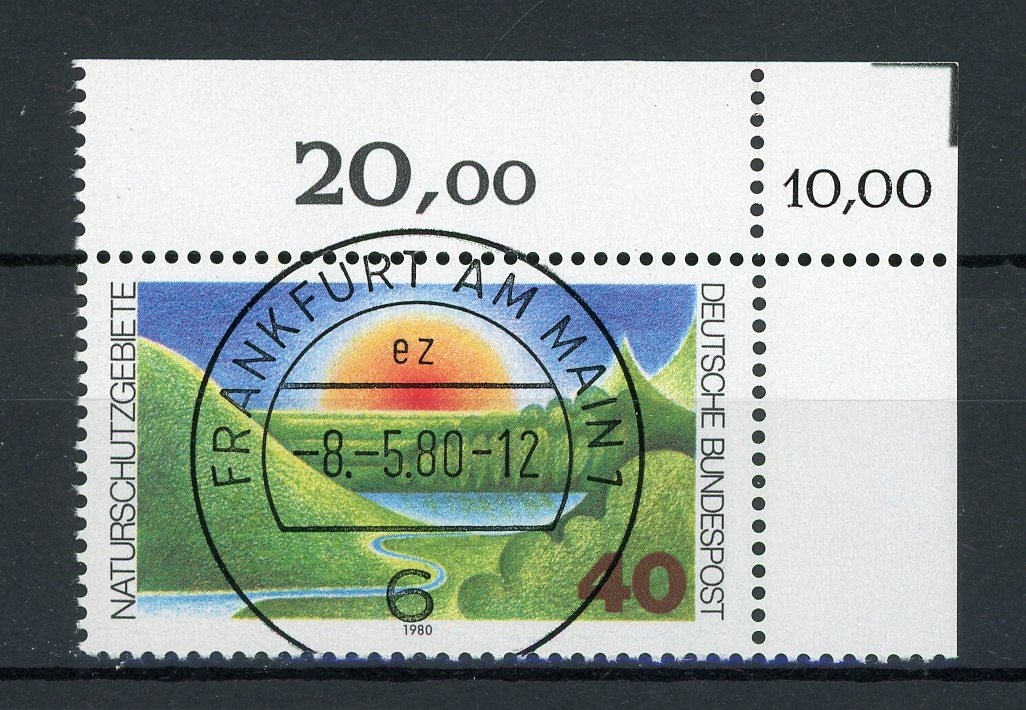 20,00
10,00
NATURSCHUTZGEBIETE
DEUTSCHE BUNDESPOST
FRANKFURT AM MAIN 1
ez
-8.-5.80-12
6
40
1980